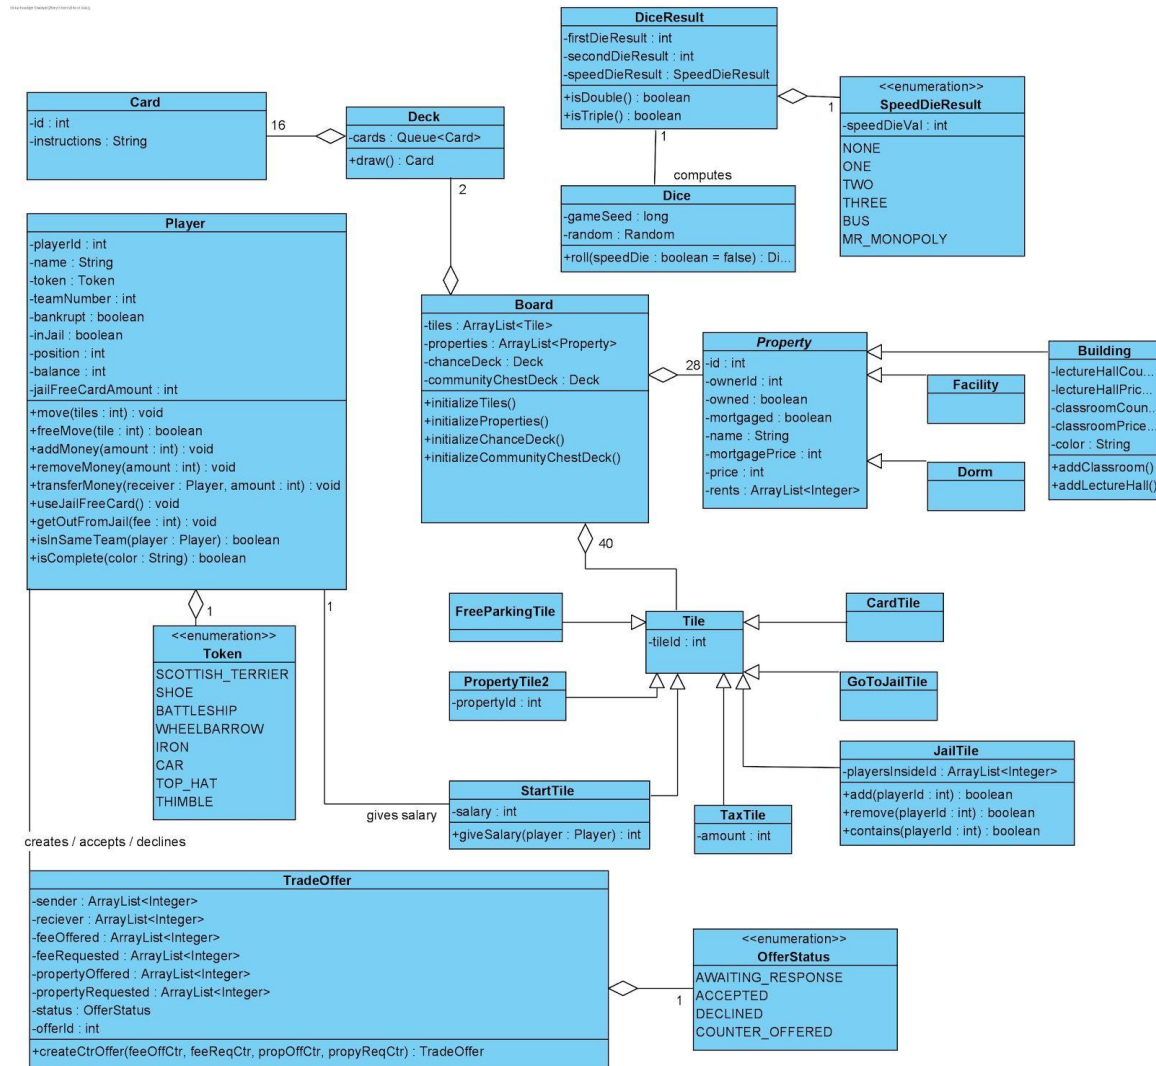 DiceResult
-firstDieResult : int
-secondDieResult : int
-speedDieResult : SpeedDieResult
+isDouble() : boolean
+isTriple() : boolean
1
1
<<enumeration>>
SpeedDieResult
-speedDieVal : int
NONE
ONE
TWO
THREE
BUS
MR_MONOPOLY
Card
-id : int
-instructions : String
16
Deck
-cards : Queue<Card>
+draw() : Card
2
computes
Dice
-gameSeed : long
-random : Random
+roll(speedDie : boolean = false) : Di...
Player
-playerId : int
-name : String
-token : Token
-teamNumber : int
-bankrupt : boolean
-inJail : boolean
-position : int
-balance : int
-jailFreeCardAmount : int
+move(tiles : int) : void
+freeMove(tile : int) : boolean
+addMoney(amount : int) : void
+removeMoney(amount : int) : void
+transferMoney(receiver : Player, amount : int) : void
+useJailFreeCard() : void
+getOutFromJail(fee : int) : void
+isInSameTeam(player : Player) : boolean
+isComplete(color : String) : boolean
Board
-tiles : ArrayList<Tile>
-properties : ArrayList<Property>
-chanceDeck : Deck
-communityChestDeck : Deck
+initializeTiles()
+initializeProperties()
+initializeChanceDeck()
+initializeCommunityChestDeck()
28
Property
-id : int
-ownerId : int
-owned : boolean
-mortgaged : boolean
-name : String
-mortgagePrice : int
-price : int
-rents : ArrayList<Integer>
Facility
Dorm
Building
-lectureHallCou...
-lectureHallPric...
-classroomCoun...
-classroomPrice...
-color : String
+addClassroom()
+addLectureHall()
40
1
1
<<enumeration>>
Token
SCOTTISH_TERRIER
SHOE
BATTLESHIP
WHEELBARROW
IRON
CAR
TOP_HAT
THIMBLE
FreeParkingTile
Tile
-tileId : int
CardTile
PropertyTile2
-propertyId : int
GoToJailTile
JailTile
-playersInsideId : ArrayList<Integer>
+add(playerId : int) : boolean
+remove(playerId : int) : boolean
+contains(playerId : int) : boolean
gives salary
StartTile
-salary : int
+giveSalary(player : Player) : int
TaxTile
-amount : int
creates / accepts / declines
TradeOffer
-sender : ArrayList<Integer>
-reciever : ArrayList<Integer>
-feeOffered : ArrayList<Integer>
-feeRequested : ArrayList<Integer>
-propertyOffered : ArrayList<Integer>
-propertyRequested : ArrayList<Integer>
-status : OfferStatus
-offerId : int
+createCtrOffer(feeOffCtr, feeReqCtr, propOffCtr, propyReqCtr) : TradeOffer
1
<<enumeration>>
OfferStatus
AWAITING_RESPONSE
ACCEPTED
DECLINED
COUNTER_OFFERED